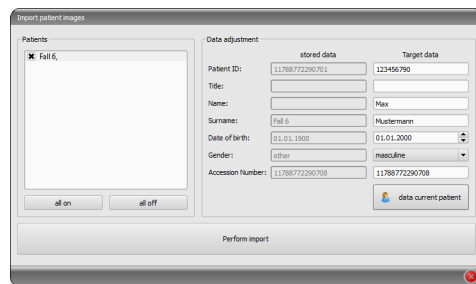 Import patient images
Patients
Fall 6,
all on all off
Data adjustment
stored data Target data
Patient ID: 11788772290701 123456790
Title:
Name: Max
Surname: Fall 6 Mustermann
Date of birth: 01.01.1900 01.01.2000
Gender: other masculine
Accession Number: 11788772290708 11788772290708
data current patient
Perform import